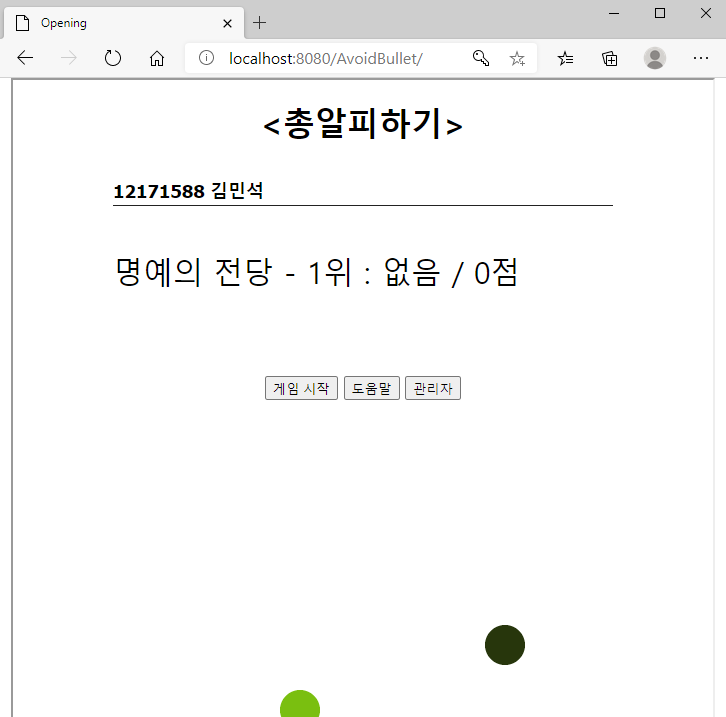 Opening
localhost:8080/AvoidBullet/
<총알피하기>
12171588 김민석
명예의 전당 - 1위 : 없음 / 0점
게임 시작 도움말 관리자